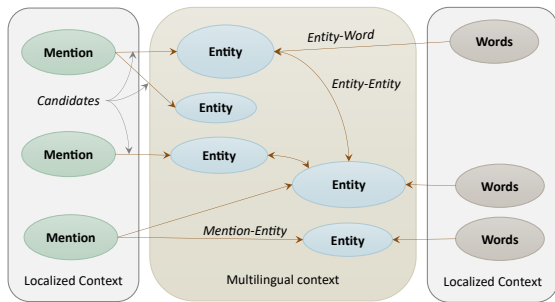 Mention
Entity
Entity-Word
Words
Entity-Entity
Candidates
Entity
Mention
Entity
Entity
Words
Mention
Mention-Entity
Entity
Words
Localized Context
Multilingual context
Localized Context